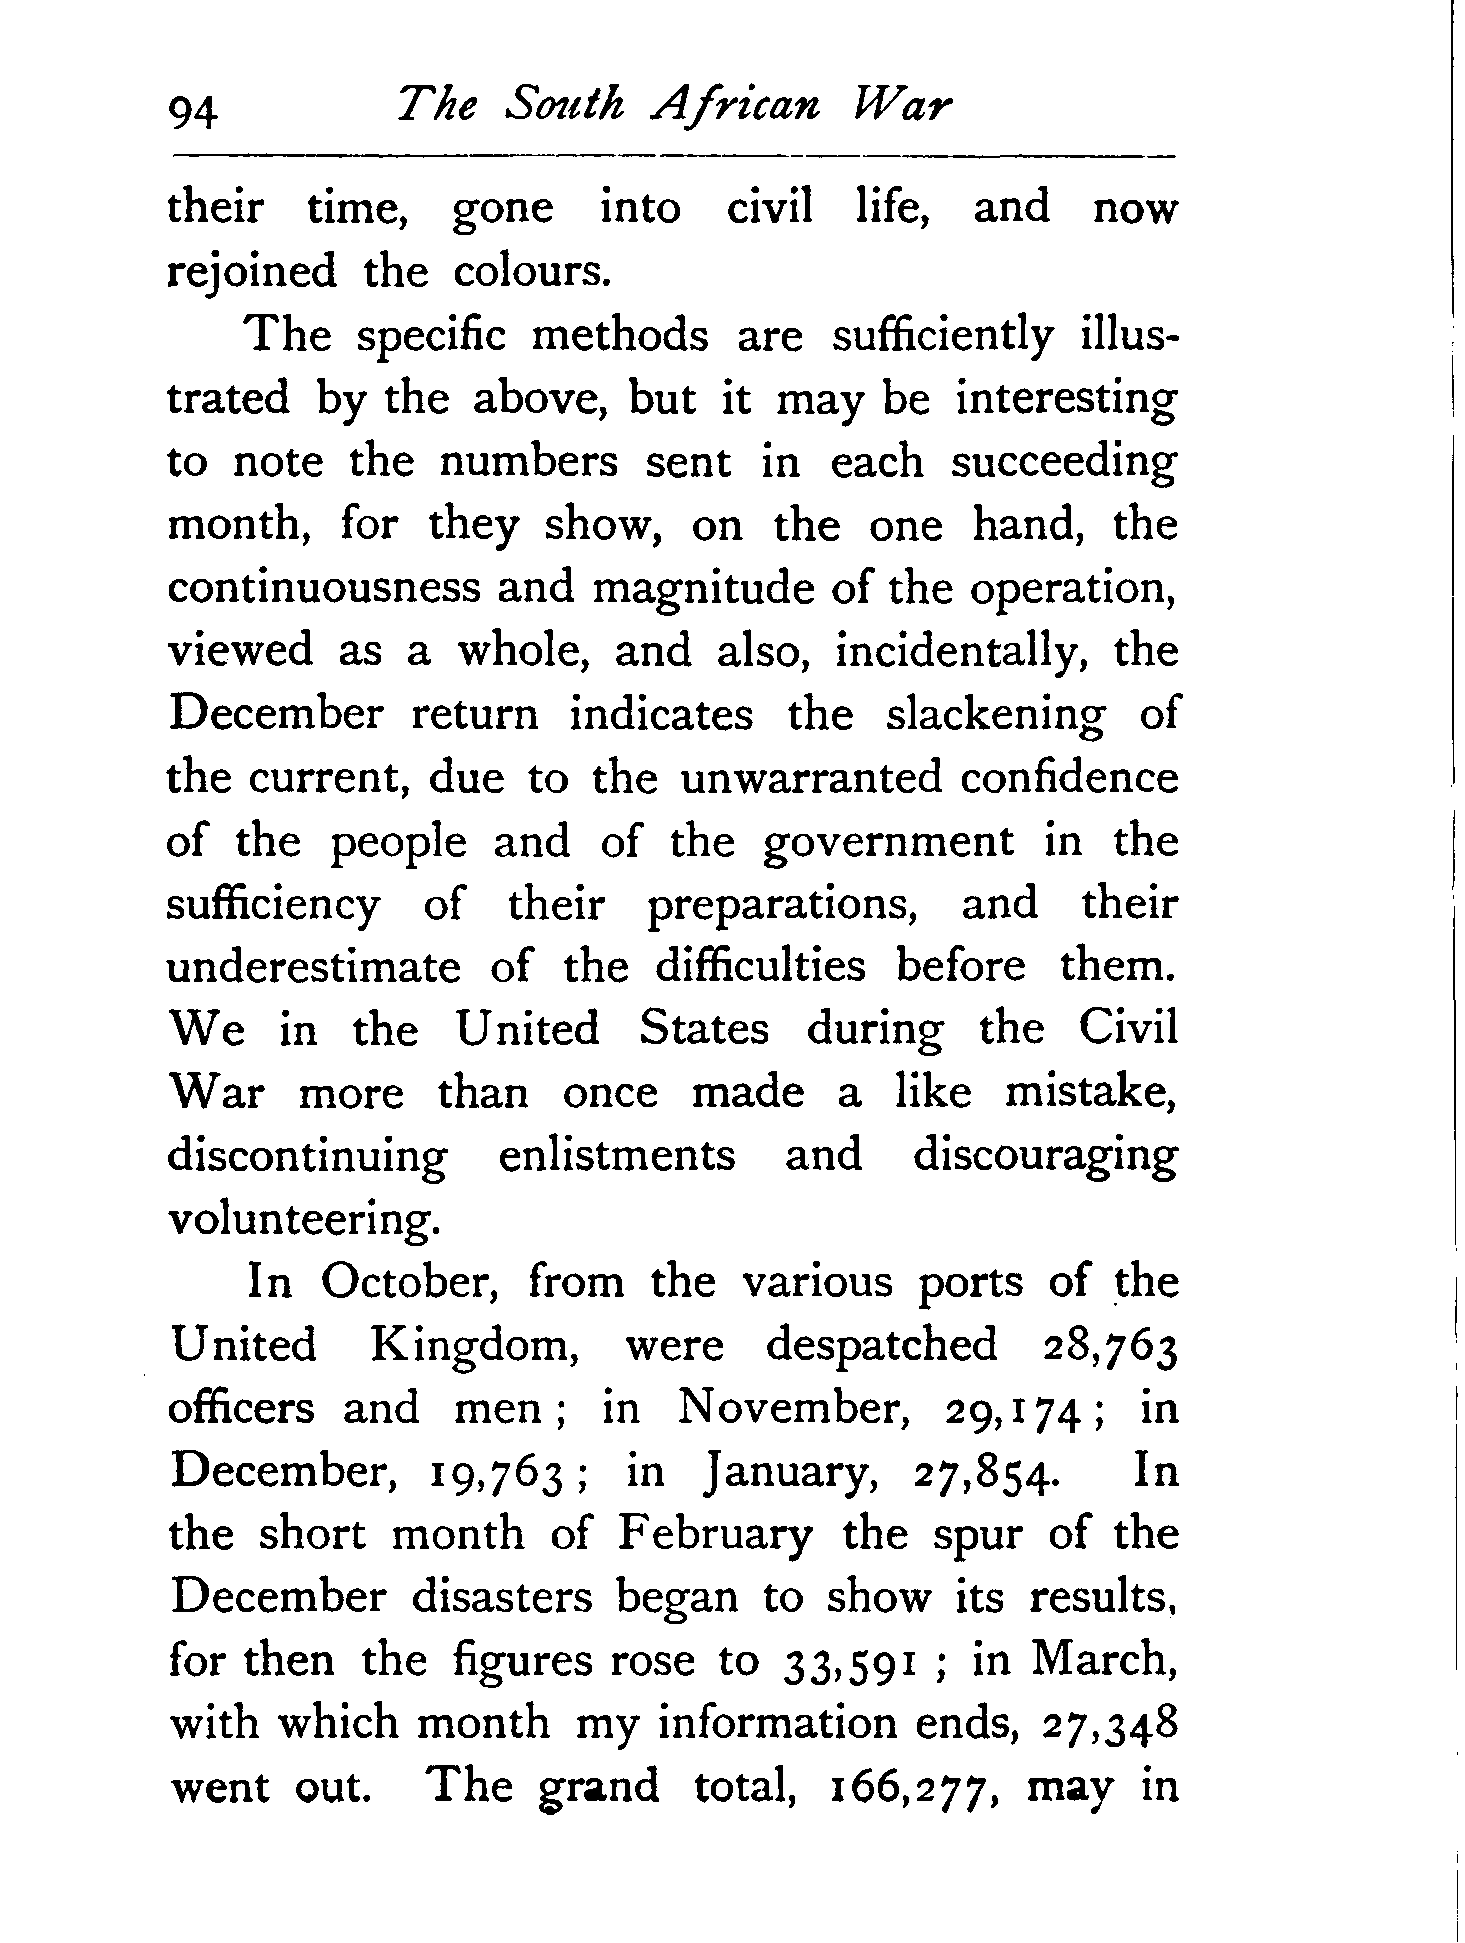 94 The South African War
their time, gone into civil life, and now
rejoined the colours.
The specific methods are sufficiently illus-
trated by the above, but it may be interesting
to note the numbers sent in each succeeding
month, for they show, on the one hand, the
continuousness and magnitude of the operation,
viewed as a whole, and also, incidentally, the
December return indicates the slackening of
the current, due to the unwarranted confidence
of the people and of the government in the
sufficiency of their preparations, and their
underestimate of the difficulties before them.
We in the United States during the Civil
War more than once made a like mistake,
discontinuing enlistments and discouraging
volunteering.
In October, from the various ports of the
United Kingdom, were despatched 28,763
officers and men ; in November, 29,174 ; in
December, 19,763 ; in January, 27,854. In
the short month of February the spur of the
December disasters began to show its results,
for then the figures rose to 33,591 ; in March,
with which month my information ends, 27,348
went out. The grand total, 166,277, may in